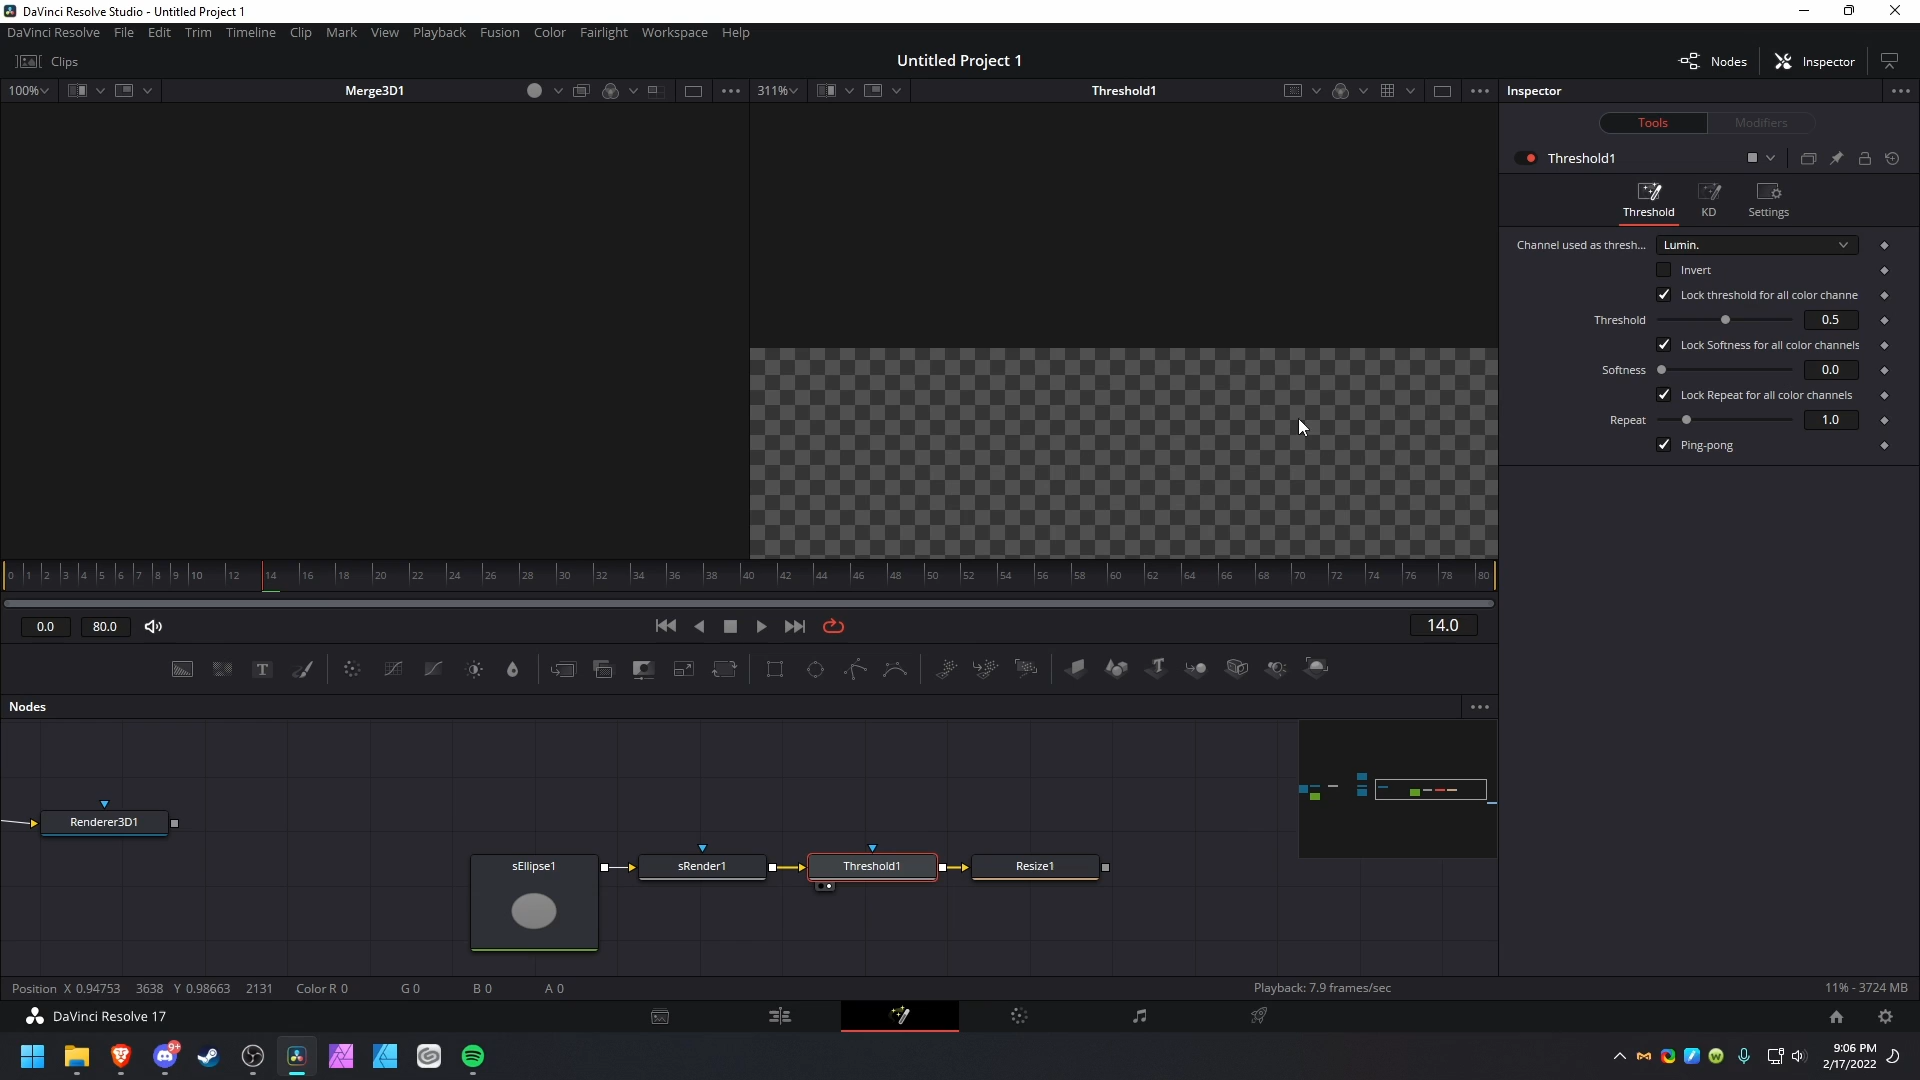 DaVinci Resolve Studio - Untitled Project 1
DaVinci Resolve File Edit Trim Timeline Clip Mark View Playback Fusion Color Fairlight Workspace Help
Clips Untitled Project 1 Nodes Inspector
100% Merge3D1 311% Threshold1 Inspector
Tools Modifiers
Threshold1
Threshold KD Settings
Channel used as thresh... Lumin.
Invert
Lock threshold for all color channe
Threshold 0.5
Lock Softness for all color channels
Softness 0.0
Lock Repeat for all color channels
Repeat 1.0
Ping-pong
0 1 2 3 4 5 6 7 8 9 10 12 14 16 18 20 22 24 26 28 30 32 34 36 38 40 42 44 46 48 50 52 54 56 58 60 62 64 66 68 70 72 74 76 78 80
0.0 80.0 14.0
Nodes
Renderer3D1
sEllipse1 sRender1 Threshold1 Resize1
Position X 0.94753 3638 Y 0.98663 2131 Color R 0 G 0 B 0 A 0 Playback: 7.9 frames/sec 11% - 3724 MB
DaVinci Resolve 17
9+
9:06 PM
2/17/2022